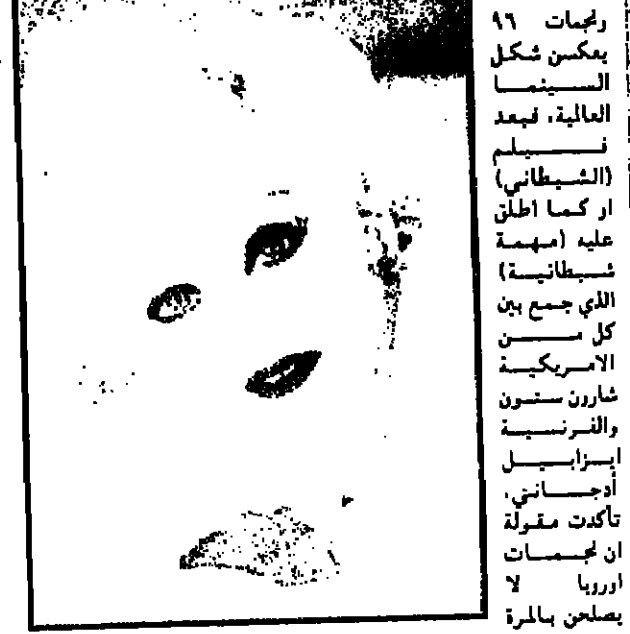 ونجمات ٩٦
يعكسن شكل
السينما
العالمية، فبعد
فيلم
(الشيطاني)
او كما اطلق
عليه (مهمة
شيطانية)
الذي جمع بين
كل من
الامريكية
شارون ستون
والفرنسية
ايزابيل
أدجاني.
تأكدت مقولة
ان نجمات
اوروبا لا
يصلحن بالمرة